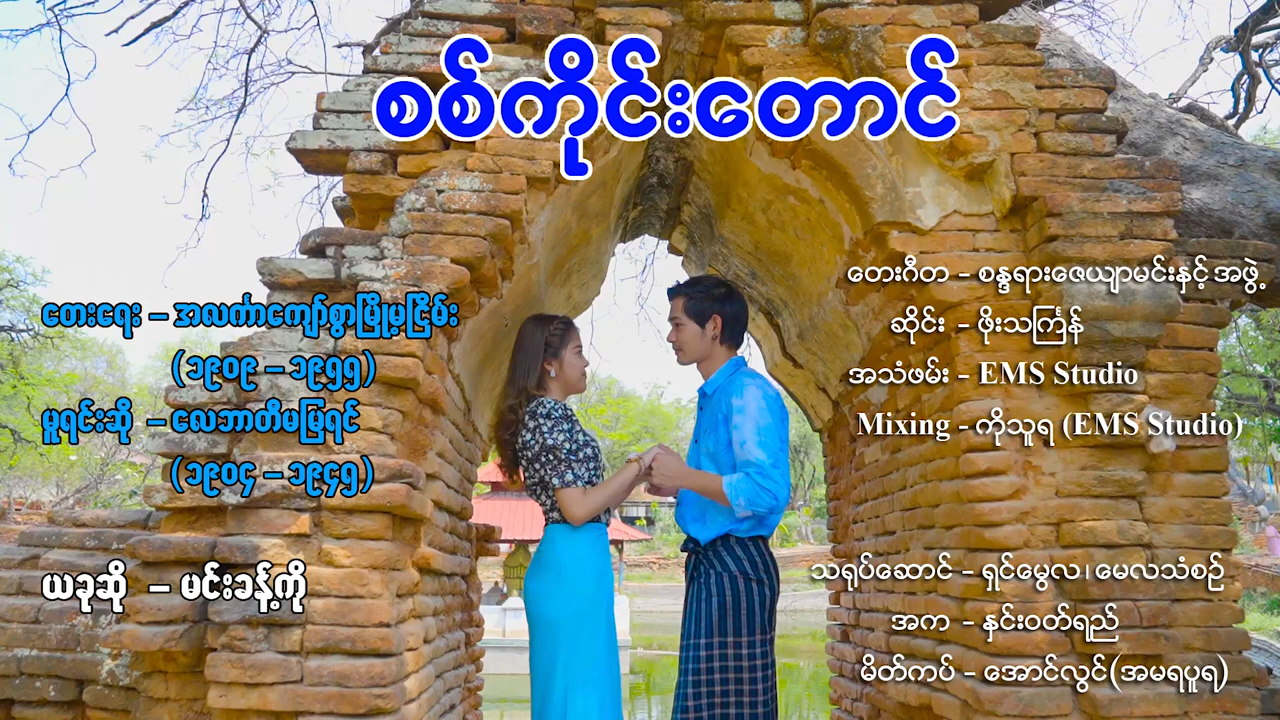 စစ်ကိုင်းတောင်
တေးရေး – အလင်္ကာကျော်စွာမြို့မငြိမ်း
(၁၉၀၉ – ၁၉၅၅)
မူရင်းဆို – လေဘာတီမမြရင်
(၁၉၀၄ – ၁၉၄၅)
ယခုဆို – မင်းခန့်ကို
တေးဂီတ - စန္ဒရားဇေယျာမင်းနှင့် အဖွဲ့
ဆိုင်း - ဖိုးသင်္ကြန်
အသံဖမ်း - EMS Studio
Mixing - ကိုသူရ (EMS Studio)
သရုပ်ဆောင် - ရှင်မွေလ၊ မေလသံစဉ်
အက - နှင်းဝတ်ရည်
မိတ်ကပ် - အောင်လွင်(အမရပူရ)